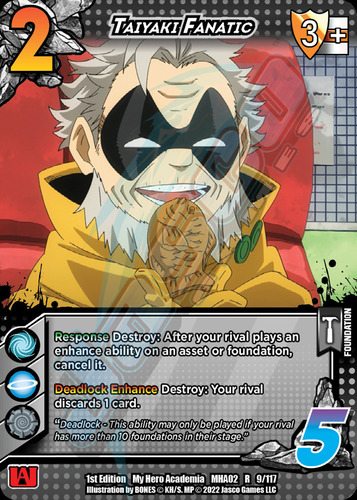 2
TAIYAKI FANATIC
3 +
FOUNDATION
Response Destroy: After your rival plays an
enhance ability on an asset or foundation,
cancel it.
Deadlock Enhance Destroy: Your rival
discards 1 card.
"Deadlock - This ability may only be played if your rival
has more than 10 foundations in their stage."
5
1st Edition My Hero Academia MHA02 R 9/117
Illustration by BONES © KH/S. MP © 2022 Jasco Games LLC